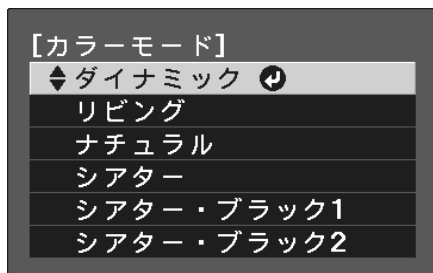 [カラーモード]
ダイナミック
リビング
ナチュラル
シアター
シアター・ブラック1
シアター・ブラック2